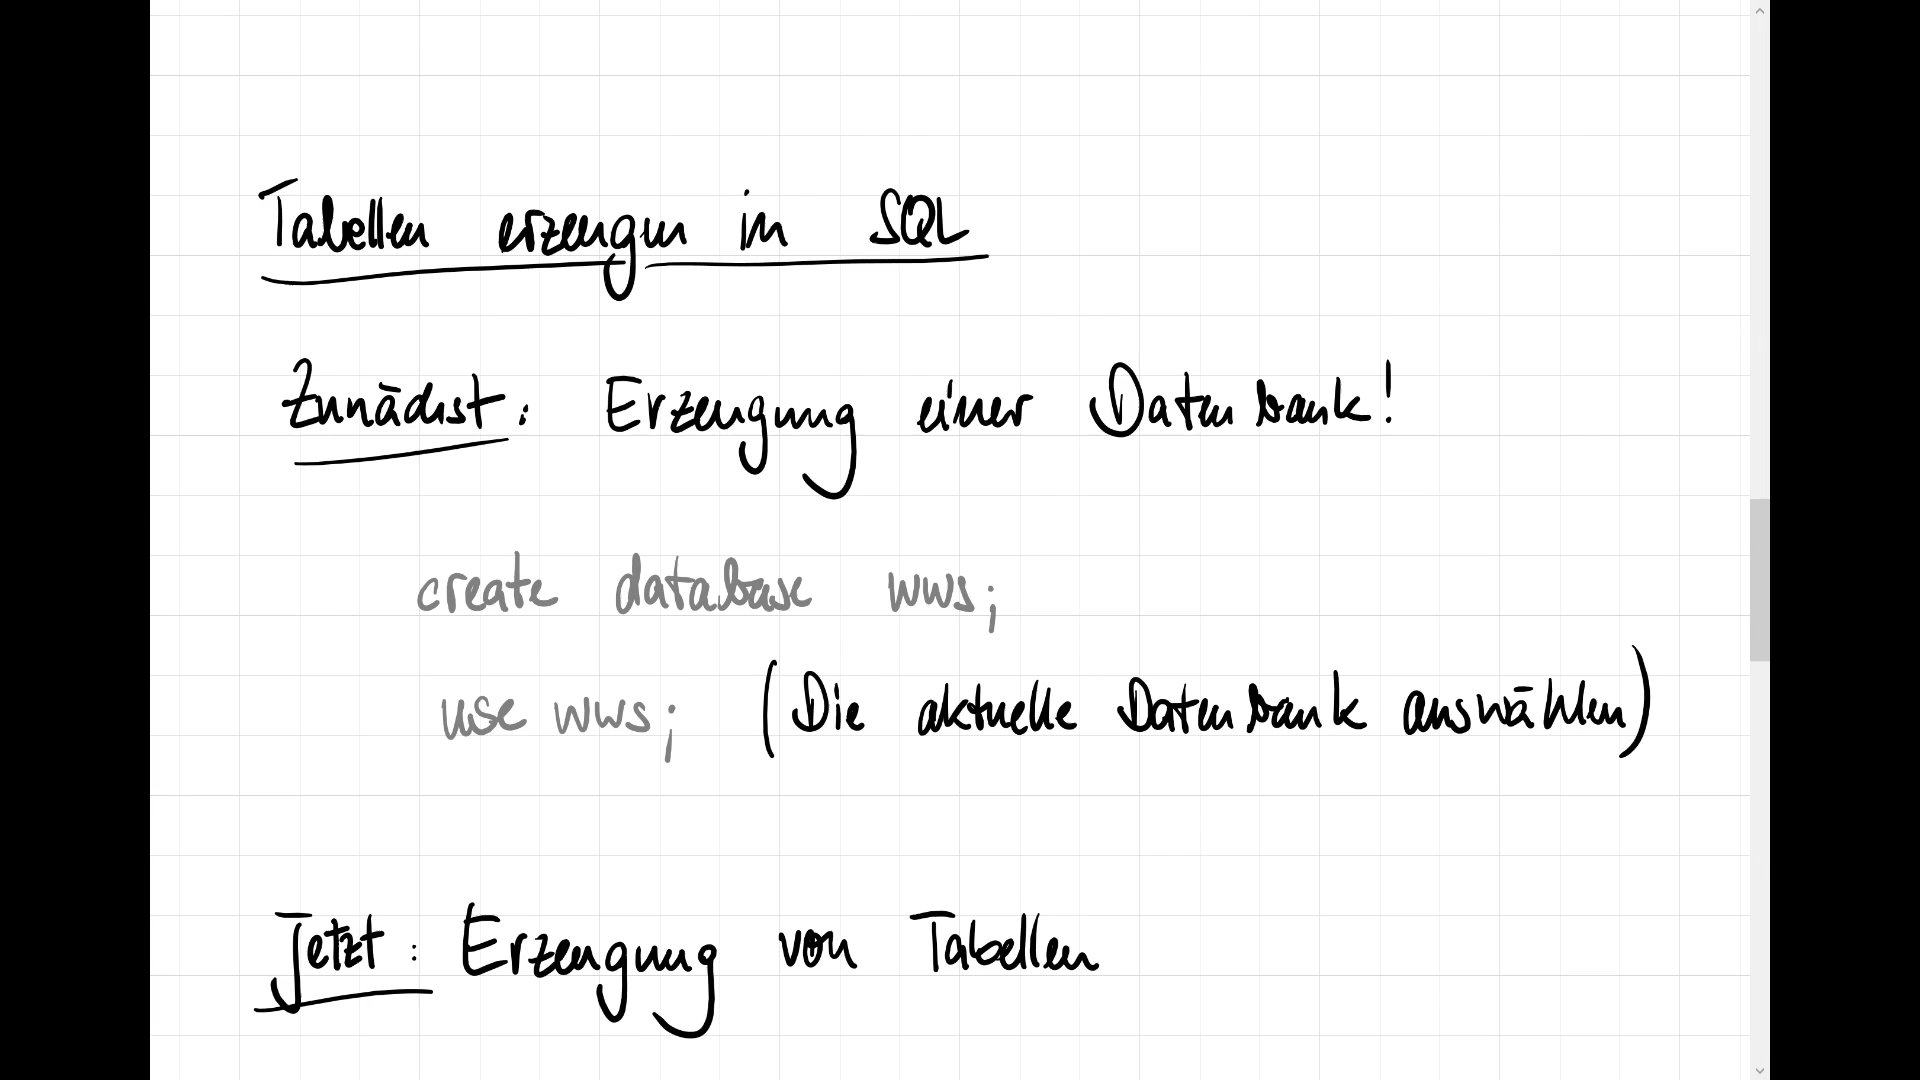 Tabellen erzeugen in SQL
Zunächst: Erzeugung einer Datenbank!
create database wws;
use wws; (Die aktuelle Datenbank auswählen)
Jetzt: Erzeugung von Tabellen